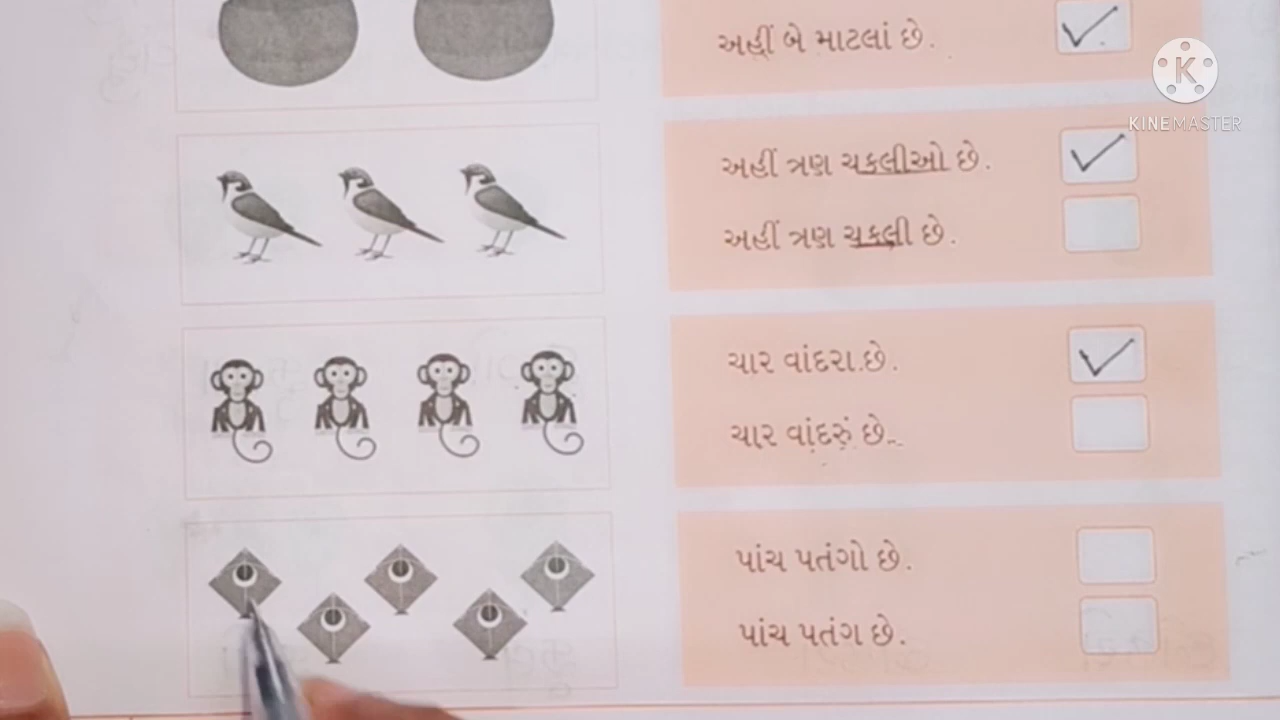 અહીં બે માટલાં છે.
અહીં ત્રણ ચકલીઓ છે.
અહીં ત્રણ ચકલી છે.
ચાર વાંદરા છે.
ચાર વાંદરું છે.
પાંચ પતંગો છે.
પાંચ પતંગ છે.
K
KINEMASTER